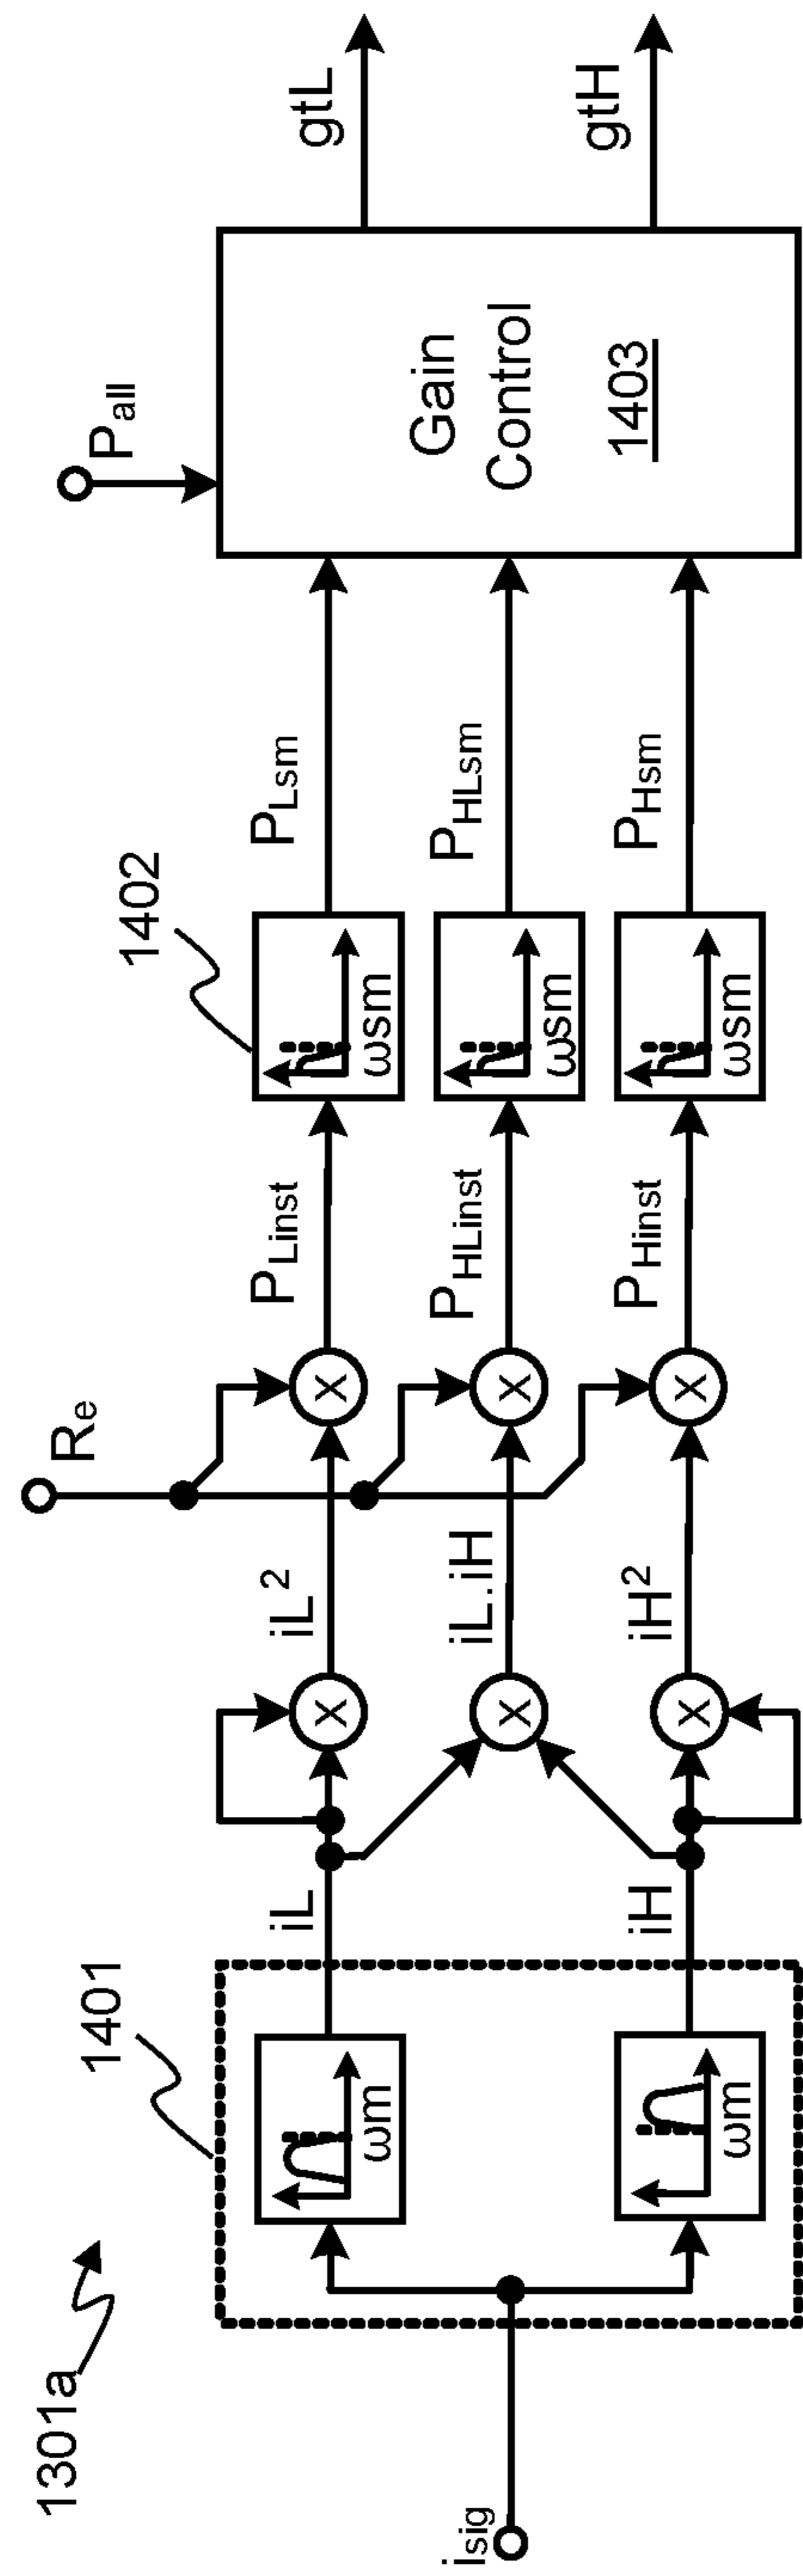 1301a
1401
1402
isig
ωm
ωm
iL
iH
iL²
iL.iH
iH²
X
X
X
Re
X
X
X
PLinst
PHLinst
PHinst
ωsm
ωsm
ωsm
PLsm
PHLsm
PHsm
Pall
Gain
Control
1403
gtL
gtH